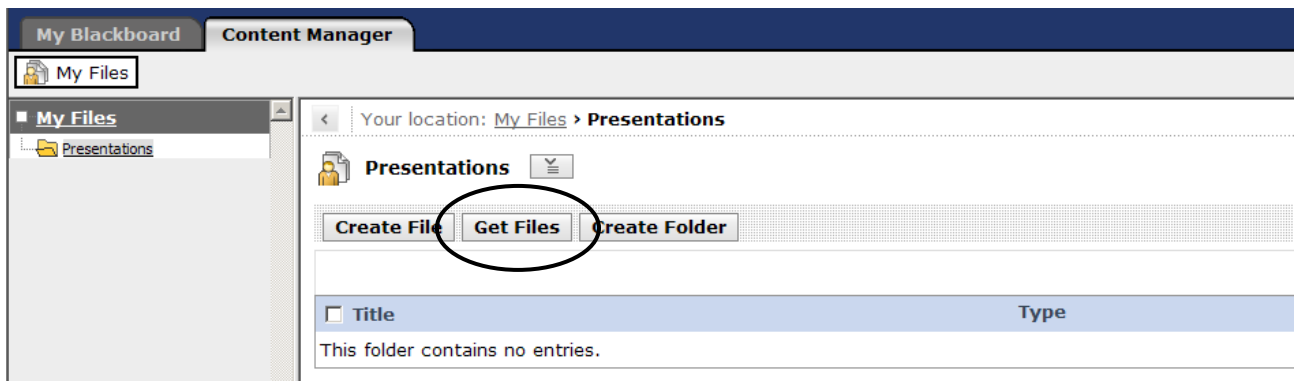 My Blackboard Content Manager
My Files
My Files
Presentations
Your location: My Files › Presentations
Presentations
Create File Get Files Create Folder
Title Type
This folder contains no entries.